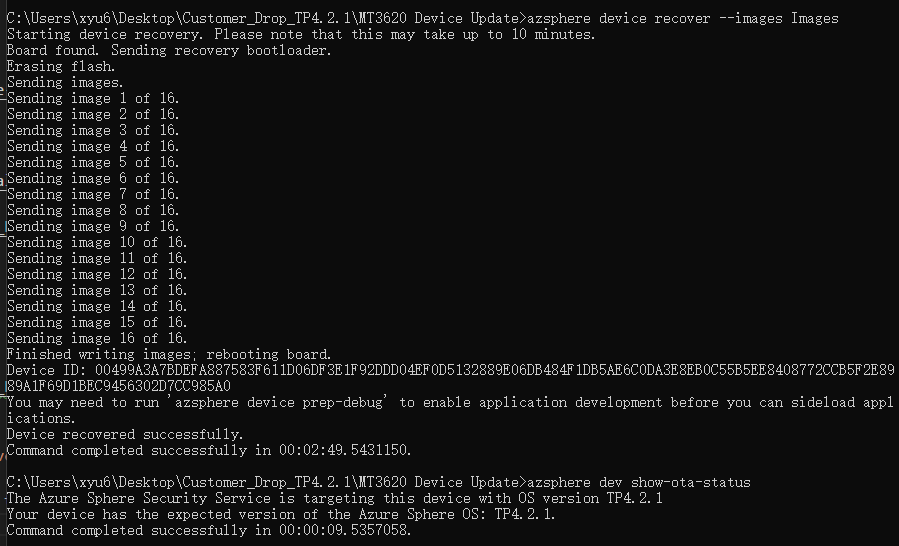 C:\Users\xyu6\Desktop\Customer_Drop_TP4.2.1\MT3620 Device Update>azsphere device recover --images Images
Starting device recovery. Please note that this may take up to 10 minutes.
Board found. Sending recovery bootloader.
Erasing flash.
Sending images.
Sending image 1 of 16.
Sending image 2 of 16.
Sending image 3 of 16.
Sending image 4 of 16.
Sending image 5 of 16.
Sending image 6 of 16.
Sending image 7 of 16.
Sending image 8 of 16.
Sending image 9 of 16.
Sending image 10 of 16.
Sending image 11 of 16.
Sending image 12 of 16.
Sending image 13 of 16.
Sending image 14 of 16.
Sending image 15 of 16.
Sending image 16 of 16.
Finished writing images; rebooting board.
Device ID: 00499A3A7BDEFA887583F611D06DF3E1F92DDD04EF0D5132889E06DB484F1DB5AE6C0DA3E8EB0C55B5EE8408772CCB5F2E89
89A1F69D1BEC9456302D7CC985A0
You may need to run 'azsphere device prep-debug' to enable application development before you can sideload appl
ications.
Device recovered successfully.
Command completed successfully in 00:02:49.5431150.
C:\Users\xyu6\Desktop\Customer_Drop_TP4.2.1\MT3620 Device Update>azsphere dev show-ota-status
The Azure Sphere Security Service is targeting this device with OS version TP4.2.1
Your device has the expected version of the Azure Sphere OS: TP4.2.1.
Command completed successfully in 00:00:09.5357058.